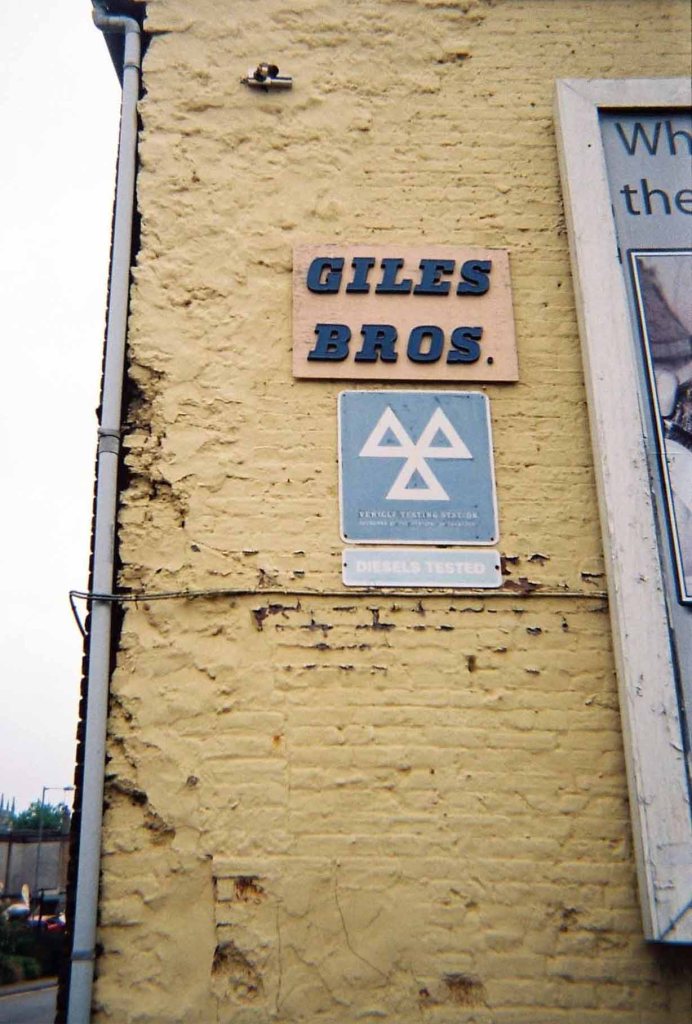 GILES
BROS.
VEHICLE TESTING STATION
DIESELS TESTED
Wh
the